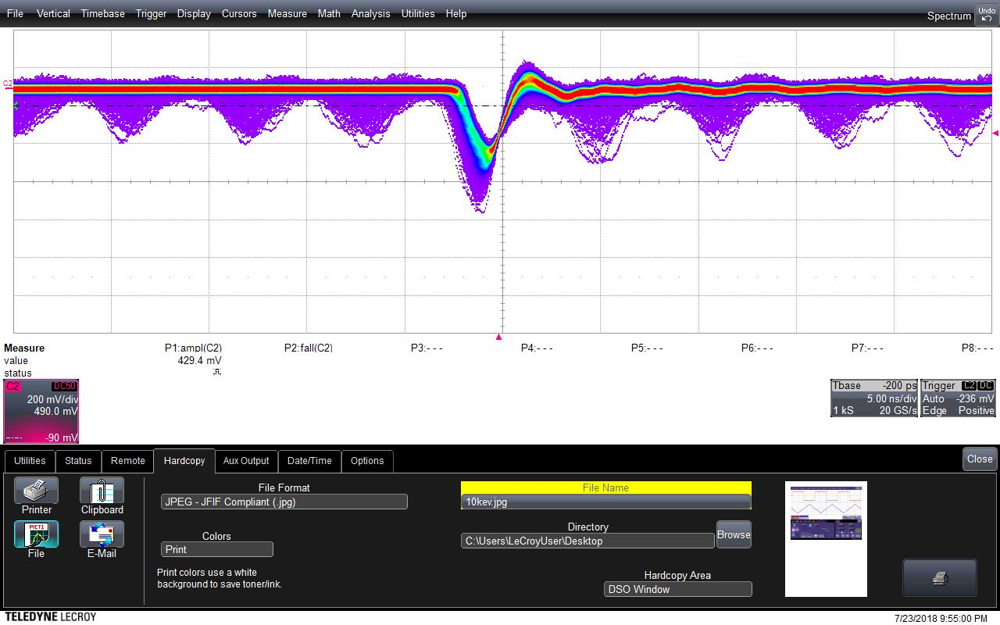 File Vertical Timebase Trigger Display Cursors Measure Math Analysis Utilities Help
Spectrum Undo
C2
Measure P1:ampl(C2) P2:fall(C2) P3:- - - P4:- - - P5:- - - P6:- - - P7:- - - P8:- - -
value 429.4 mV
status
C2 DC50
200 mV/div
490.0 mV
-90 mV
Tbase -200 ps
5.00 ns/div
1 kS 20 GS/s
Trigger C2 DC
Auto -236 mV
Edge Positive
Utilities Status Remote Hardcopy Aux Output Date/Time Options Close
Printer
Clipboard
PICT1
File
E-Mail
File Format
JPEG - JFIF Compliant (.jpg)
Colors
Print
Print colors use a white
background to save toner/ink.
File Name
10kev.jpg
Directory
C:\Users\LeCroyUser\Desktop
Browse
Hardcopy Area
DSO Window
TELEDYNE LECROY
7/23/2018 9:55:00 PM